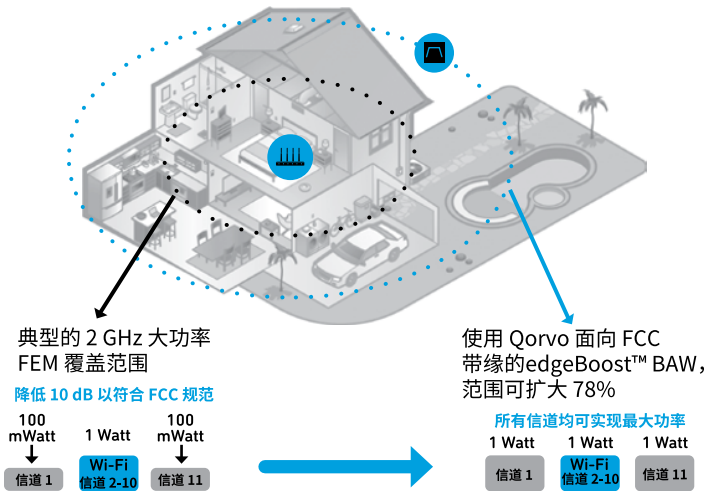 典型的 2 GHz 大功率
FEM 覆盖范围
降低 10 dB 以符合 FCC 规范
100
mWatt
1 Watt
100
mWatt
信道 1
Wi-Fi
信道 2-10
信道 11
使用 Qorvo 面向 FCC
带缘的edgeBoost™ BAW，
范围可扩大 78%
所有信道均可实现最大功率
1 Watt
1 Watt
1 Watt
信道 1
Wi-Fi
信道 2-10
信道 11